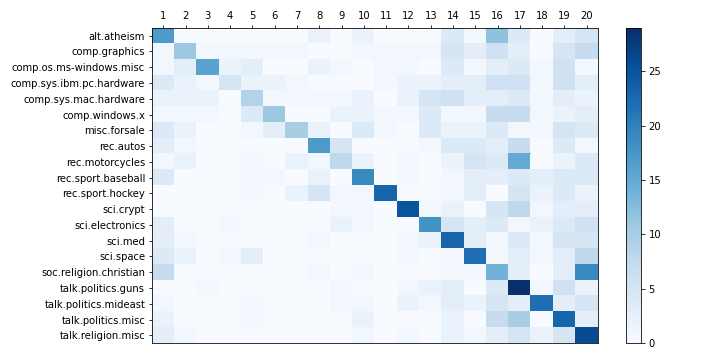 1 2 3 4 5 6 7 8 9 10 11 12 13 14 15 16 17 18 19 20
alt.atheism
comp.graphics
comp.os.ms-windows.misc
comp.sys.ibm.pc.hardware
comp.sys.mac.hardware
comp.windows.x
misc.forsale
rec.autos
rec.motorcycles
rec.sport.baseball
rec.sport.hockey
sci.crypt
sci.electronics
sci.med
sci.space
soc.religion.christian
talk.politics.guns
talk.politics.mideast
talk.politics.misc
talk.religion.misc
25
20
15
10
5
0